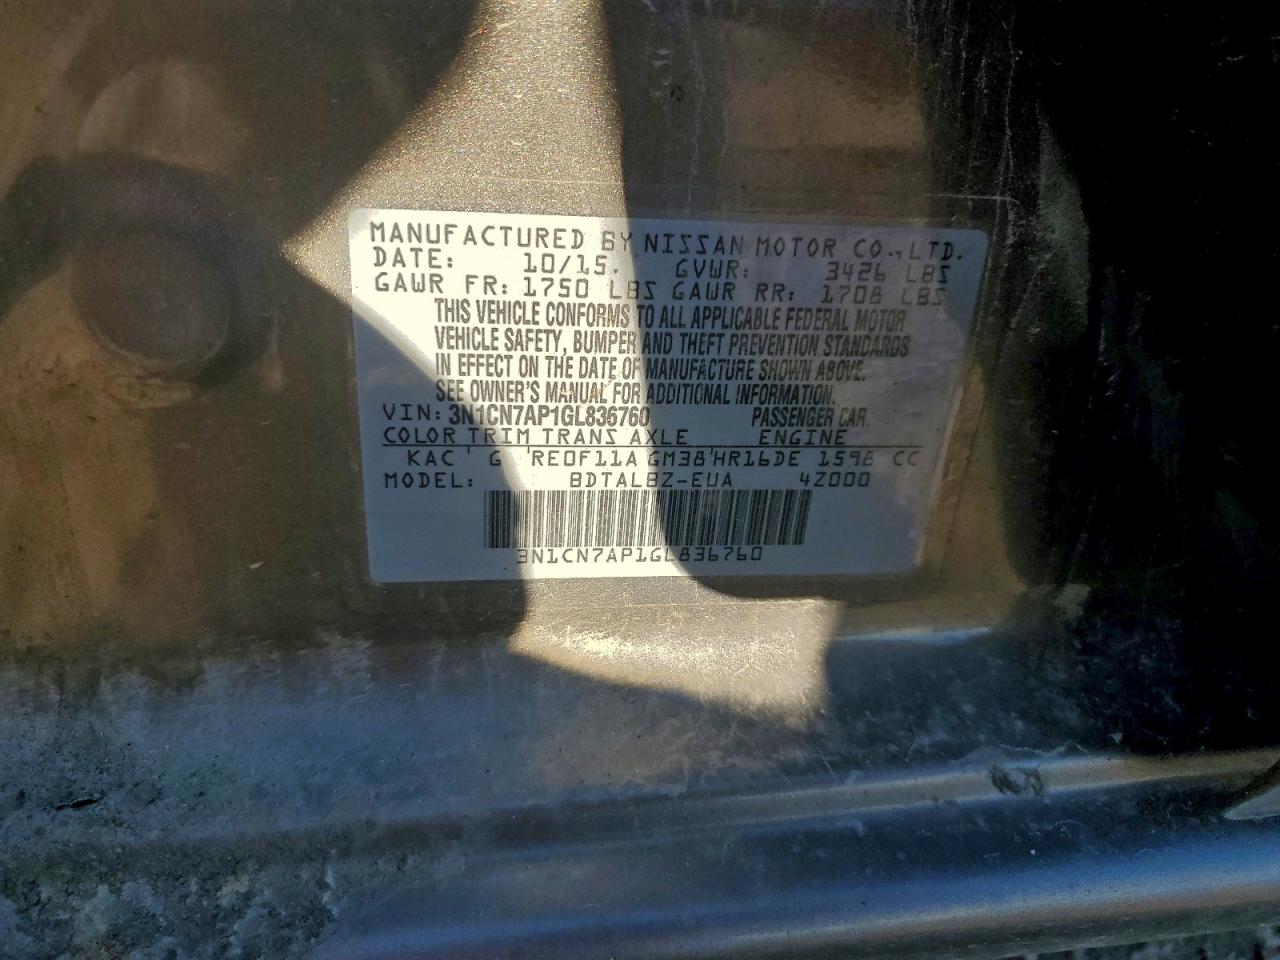 MANUFACTURED BY NISSAN MOTOR CO., LTD.
DATE: 10/15. GVWR: 3426 LBS
GAWR FR: 1750 LBS GAWR RR: 1708 LBS
THIS VEHICLE CONFORMS TO ALL APPLICABLE FEDERAL MOTOR
VEHICLE SAFETY, BUMPER AND THEFT PREVENTION STANDARDS
IN EFFECT ON THE DATE OF MANUFACTURE SHOWN ABOVE.
SEE OWNER'S MANUAL FOR ADDITIONAL INFORMATION.
VIN: 3N1CN7AP1GL836760 PASSENGER CAR.
COLOR TRIM TRANS AXLE ENGINE
KAC G RE0F11A GM38 HR16DE 1598 CC
MODEL: BDTALBZ-EUA 4Z000
3N1CN7AP1GL836760